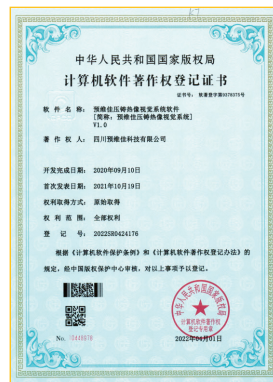 中华人民共和国国家版权局
计算机软件著作权登记证书
证书号： 软著登字第9378375号
软件名称： 预维佳压铸热像视觉系统软件
[简称：预维佳压铸热像视觉系统]
V1.0
著作权人： 四川预维佳科技有限公司
开发完成日期： 2020年09月10日
首次发表日期： 2021年10月19日
权利取得方式： 原始取得
权利范围： 全部权利
登记号： 2022SR0424176
根据《计算机软件保护条例》和《计算机软件著作权登记办法》的
规定，经中国版权保护中心审核，对以上事项予以登记。
中华人民共和国国家版权局
计算机软件著作权
登记专用章
No.
2022年04月01日